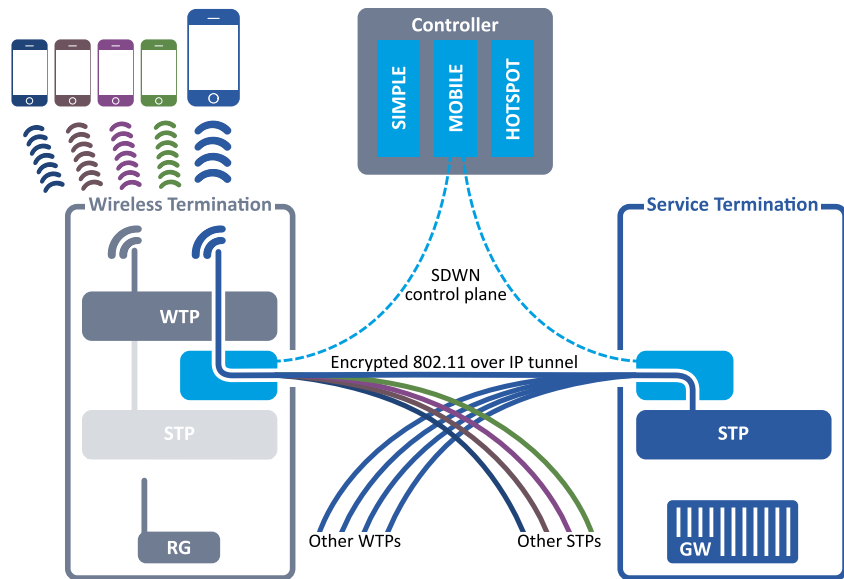 Controller
SIMPLE
MOBILE
HOTSPOT
Wireless Termination
Service Termination
SDWN
control plane
WTP
Encrypted 802.11 over IP tunnel
STP
STP
Other WTPs
Other STPs
RG
GW